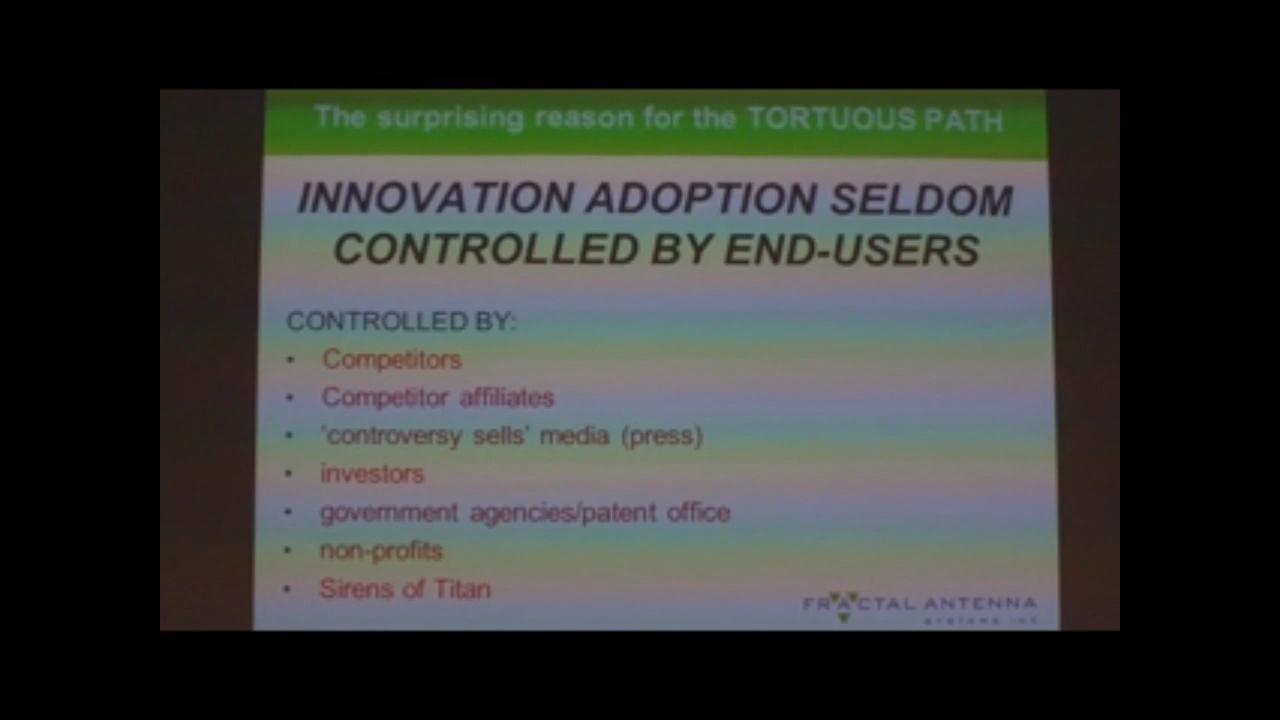 The surprising reason for the TORTUOUS PATH
INNOVATION ADOPTION SELDOM
CONTROLLED BY END-USERS
CONTROLLED BY:
• Competitors
• Competitor affiliates
• 'controversy sells' media (press)
• investors
• government agencies/patent office
• non-profits
• Sirens of Titan
FRACTAL ANTENNA
SYSTEMS INC